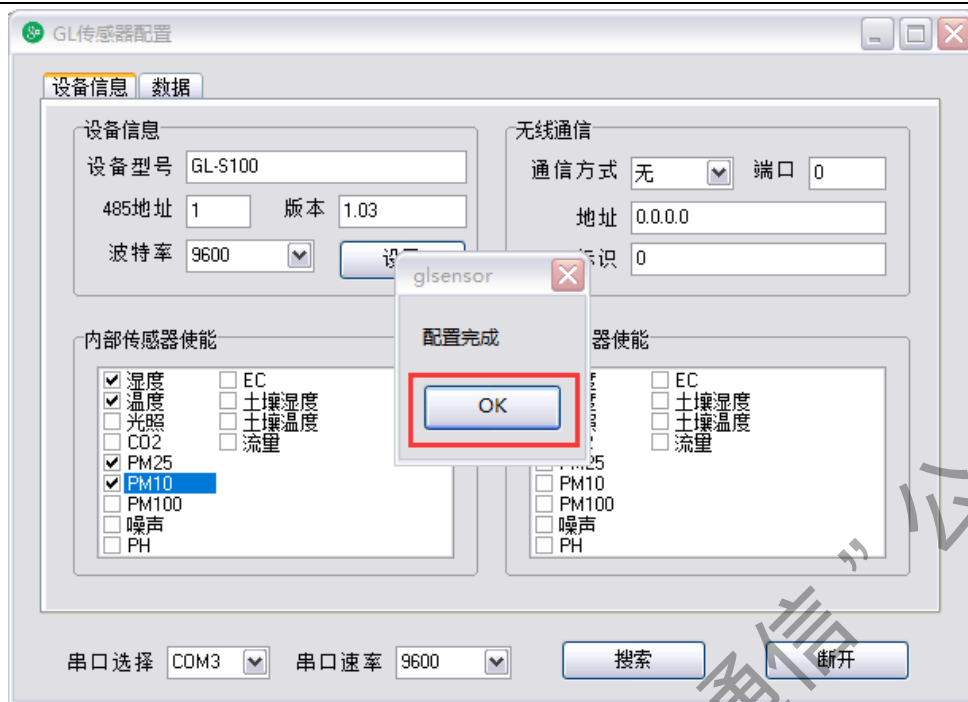 GL传感器配置
设备信息 数据
设备信息
设备型号 GL-S100
485地址 1 版本 1.03
波特率 9600
无线通信
通信方式 无 端口 0
地址 0.0.0.0
标识 0
glsensor
配置完成
OK
内部传感器使能
湿度 EC
温度 土壤湿度
光照 土壤温度
CO2 流量
PM25
PM10
PM100
噪声
PH
器使能
EC
土壤湿度
土壤温度
流量
PM25
PM10
PM100
噪声
PH
串口选择 COM3 串口速率 9600 搜索 断开
通信”公